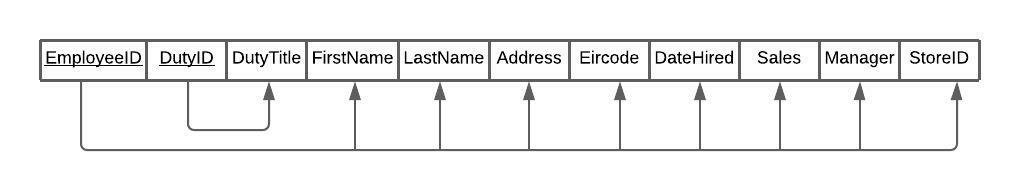 EmployeeID DutyID DutyTitle FirstName LastName Address Eircode DateHired Sales Manager StoreID